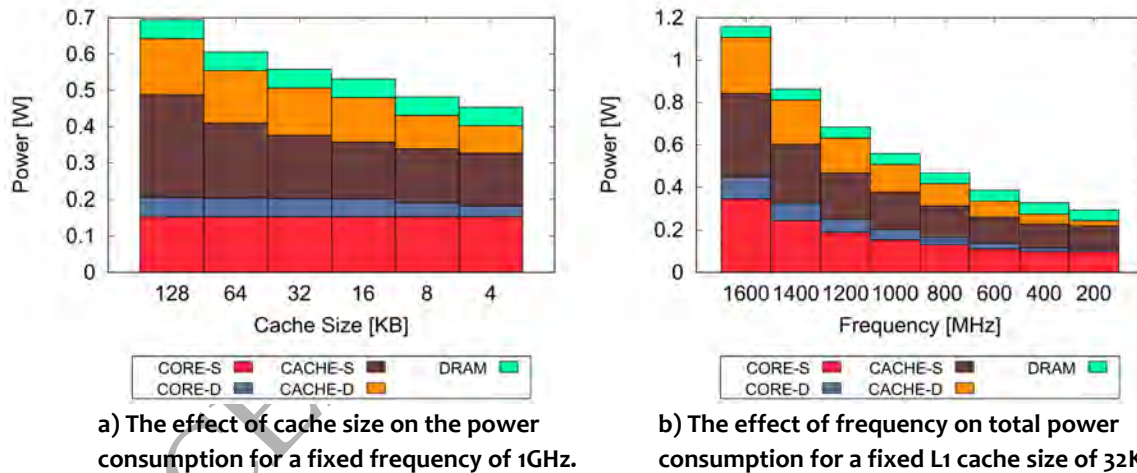 0.7
0.6
0.5
0.4
0.3
0.2
0.1
0
Power [W]
128 64 32 16 8 4
Cache Size [KB]
CORE-S CACHE-S DRAM
CORE-D CACHE-D
a) The effect of cache size on the power
consumption for a fixed frequency of 1GHz.
1.2
1
0.8
0.6
0.4
0.2
0
Power [W]
1600 1400 1200 1000 800 600 400 200
Frequency [MHz]
CORE-S CACHE-S DRAM
CORE-D CACHE-D
b) The effect of frequency on total power
consumption for a fixed L1 cache size of 32K